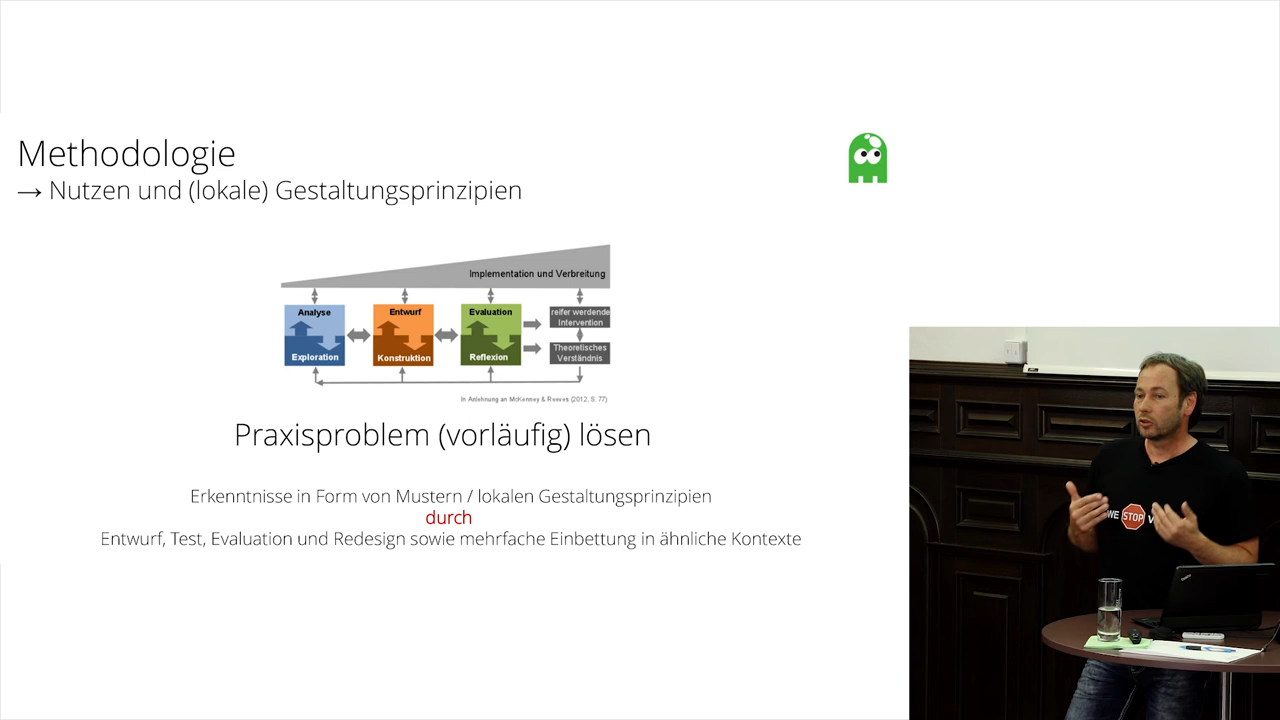 Methodologie
→ Nutzen und (lokale) Gestaltungsprinzipien
Implementation und Verbreitung
Analyse
Exploration
Entwurf
Konstruktion
Evaluation
Reflexion
reifer werdende
Intervention
Theoretisches
Verständnis
In Anlehnung an McKenney & Reeves (2012, S. 77)
Praxisproblem (vorläufig) lösen
Erkenntnisse in Form von Mustern / lokalen Gestaltungsprinzipien
durch
Entwurf, Test, Evaluation und Redesign sowie mehrfache Einbettung in ähnliche Kontexte
WE STOP